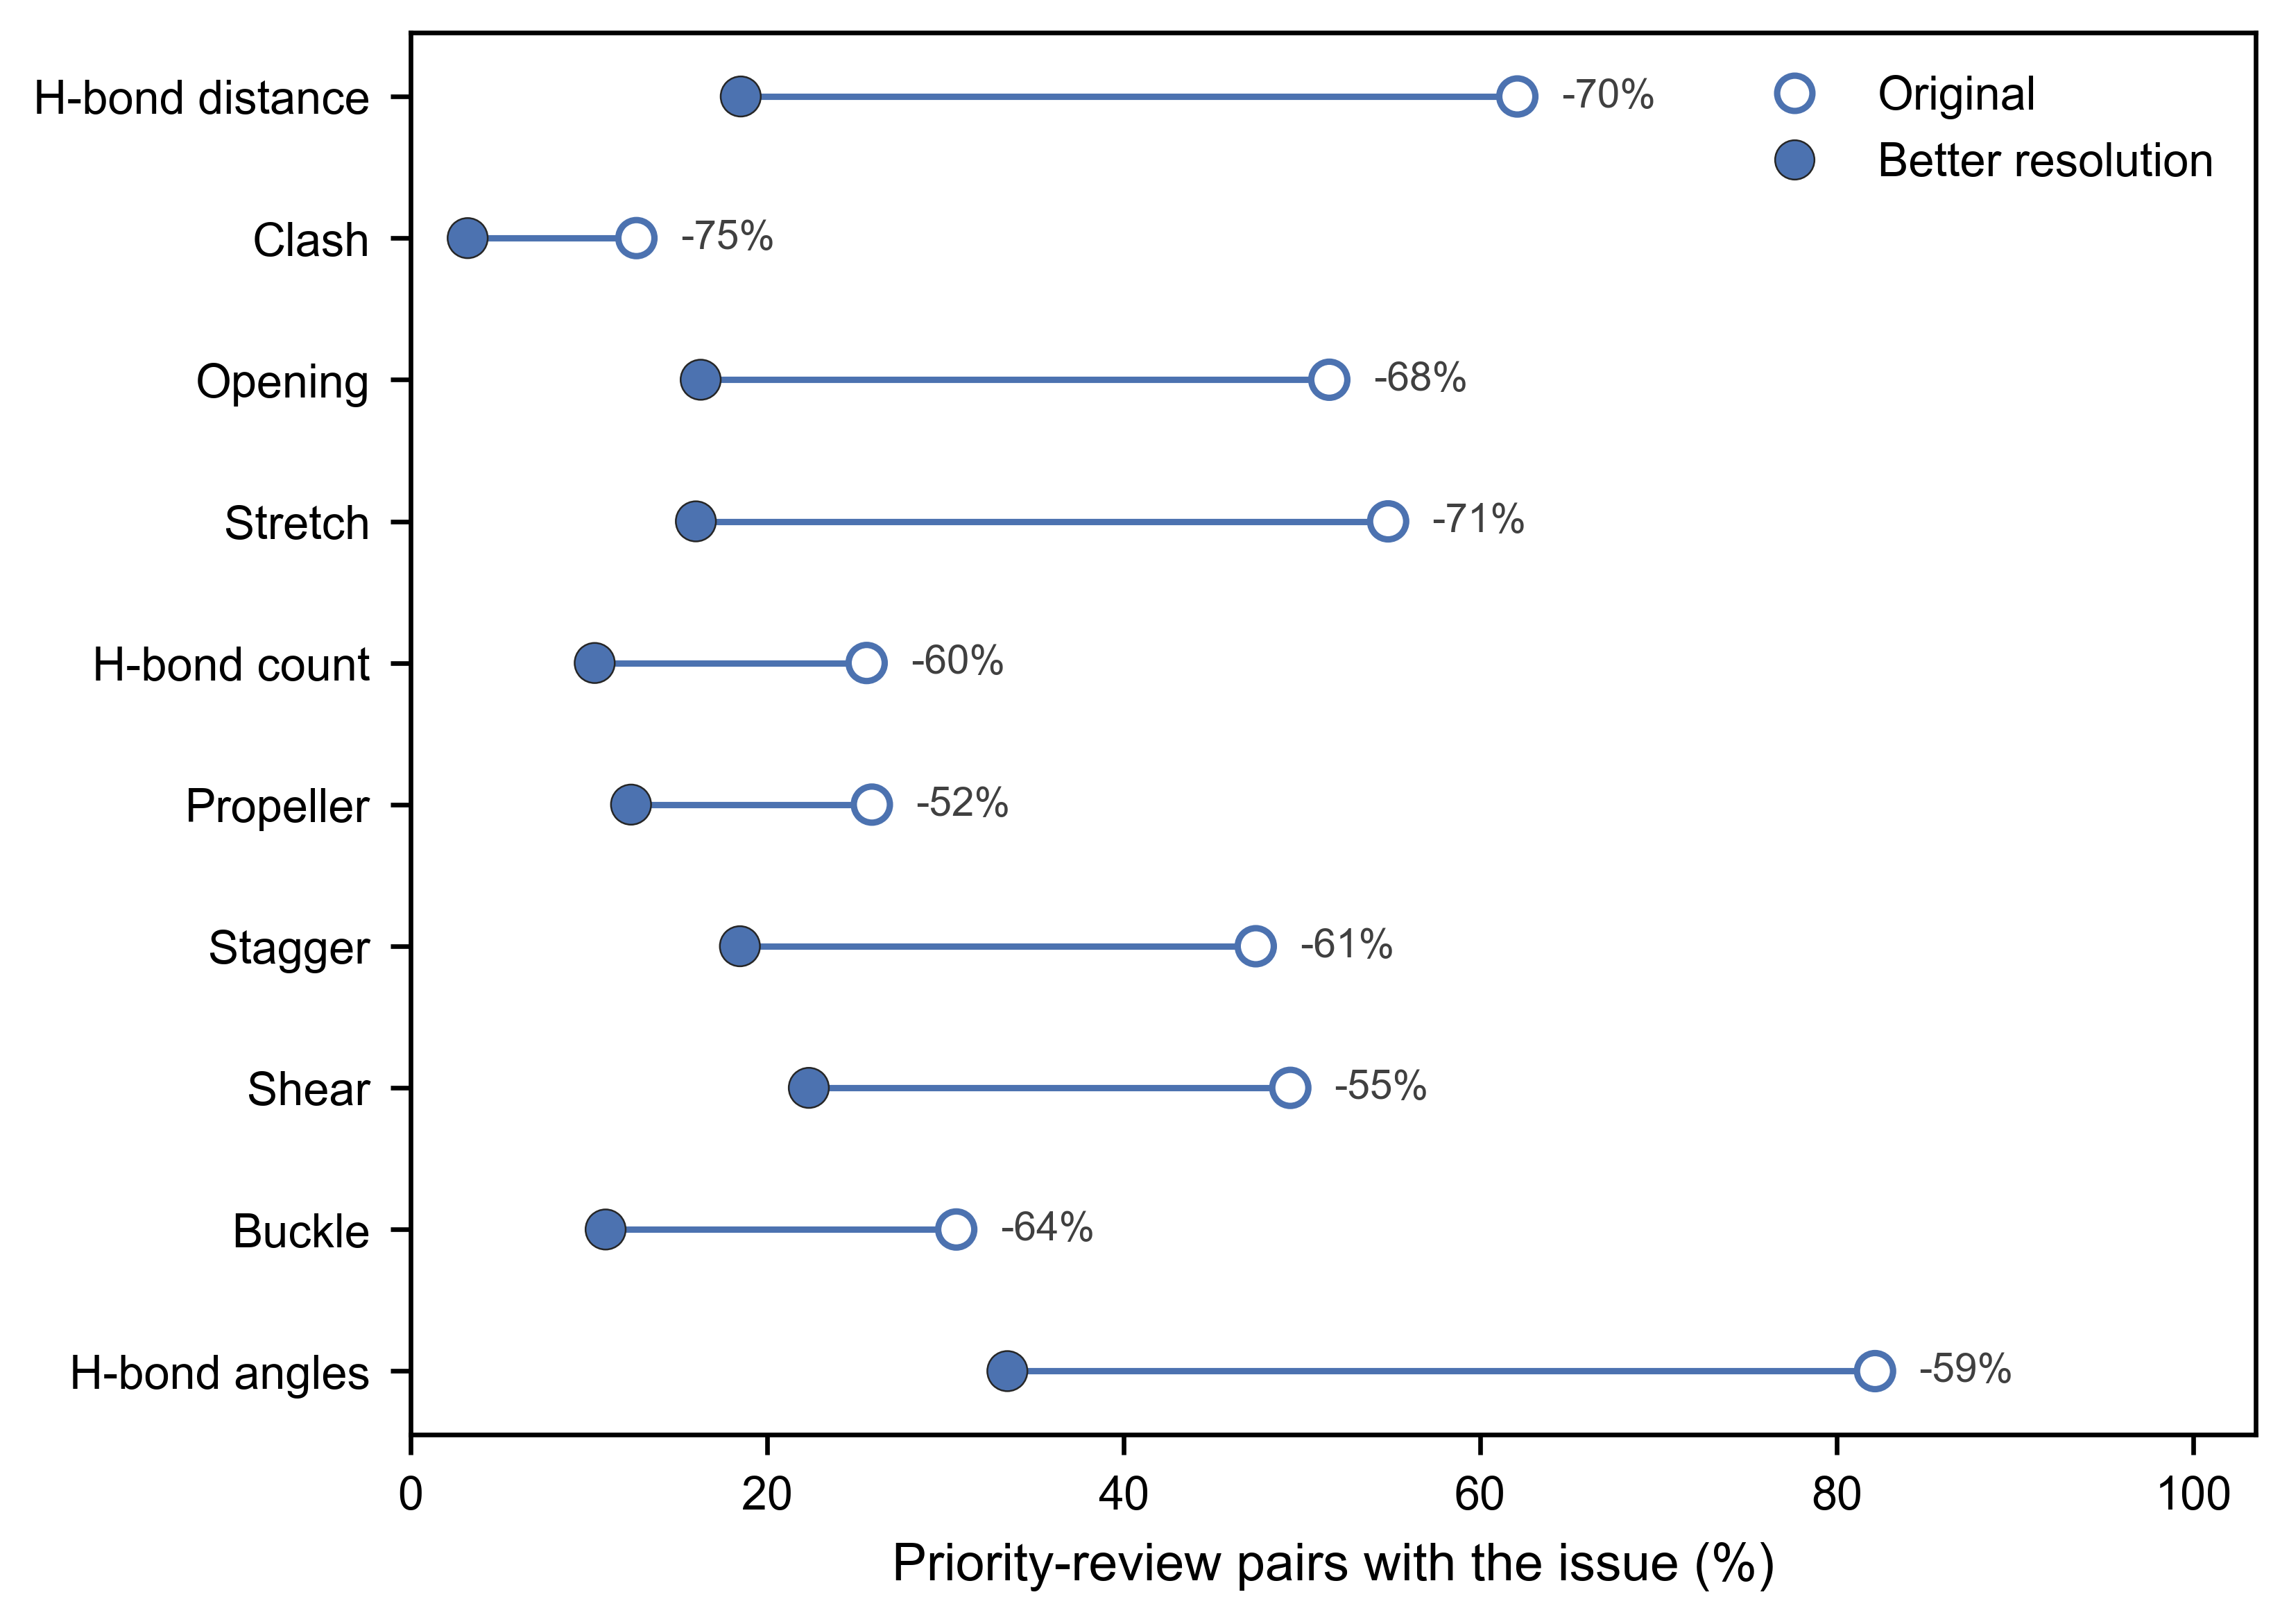 H-bond distance
-70%
Original
Better resolution
Clash
-75%
Opening
-68%
Stretch
-71%
H-bond count
-60%
Propeller
-52%
Stagger
-61%
Shear
-55%
Buckle
-64%
H-bond angles
-59%
0 20 40 60 80 100
Priority-review pairs with the issue (%)